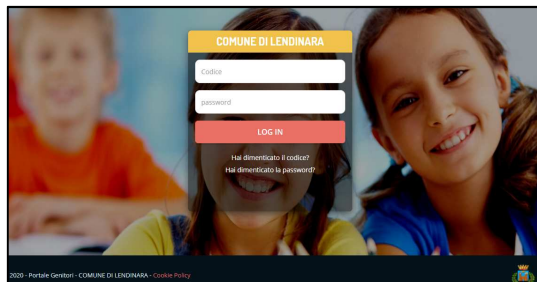 COMUNE DI LENDINARA
Codice
password
LOG IN
Hai dimenticato il codice?
Hai dimenticato la password?
2020 - Portale Genitori - COMUNE DI LENDINARA - Cookie Policy